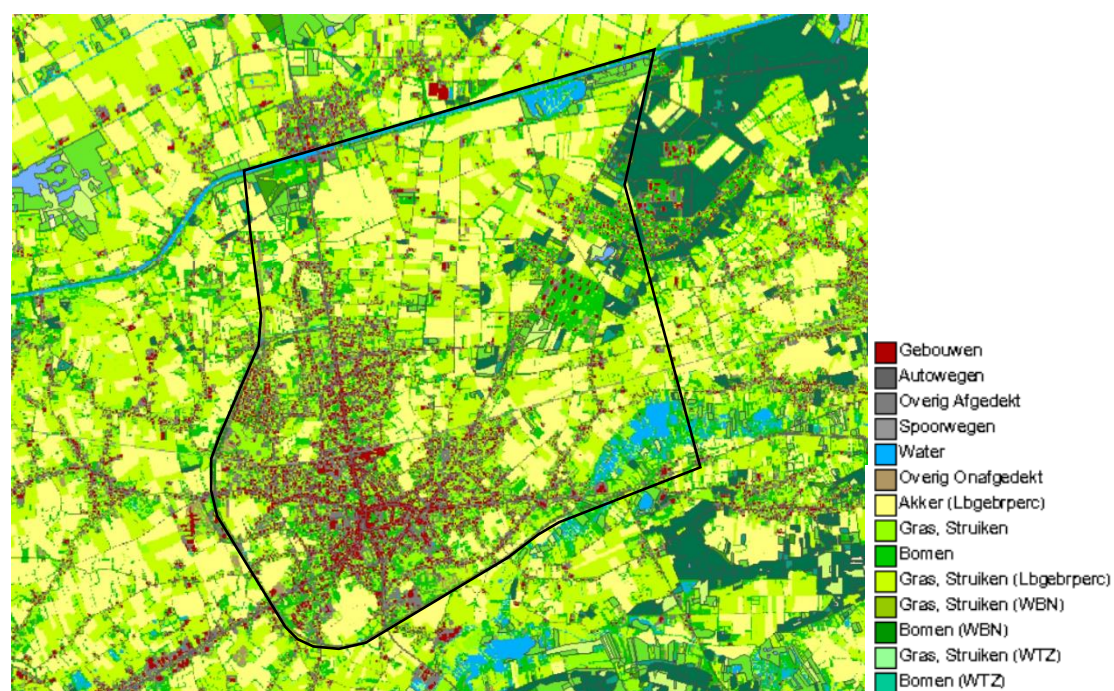 Gebouwen
Autowegen
Overig Afgedekt
Spoorwegen
Water
Overig Onafgedekt
Akker (Lbgebrperc)
Gras, Struiken
Bomen
Gras, Struiken (Lbgebrperc)
Gras, Struiken (WBN)
Bomen (WBN)
Gras, Struiken (WTZ)
Bomen (WTZ)